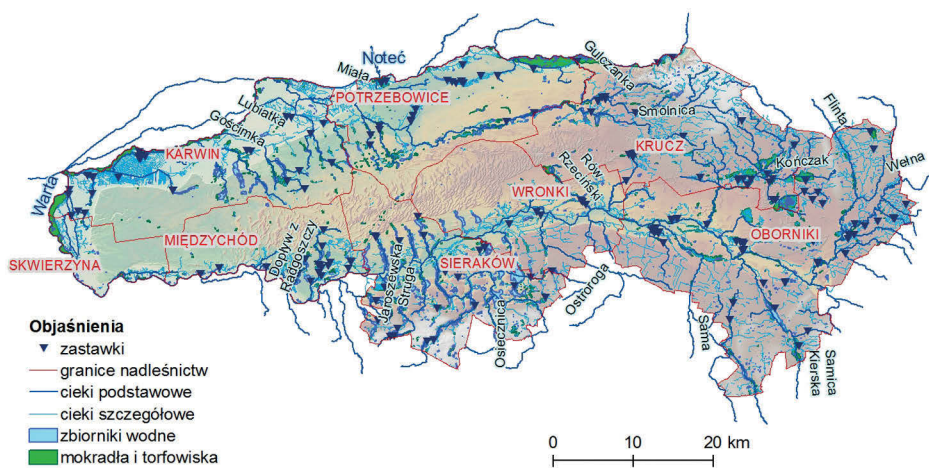 Noteć
Miała
Gulczanka
POTRZEBOWICE
Lubiatka
Smolnica
Flinta
Gościmka
KARWIN
KRUCZ
Kończak
Wełna
Rów
Rzeciński
Warta
WRONKI
MIĘDZYCHÓD
OBORNIKI
SKWIERZYNA
Dopływ z
Radgoszczy
Jaroszewska
Struga
SIERAKÓW
Ostroroga
Osiecznica
Sama
Samica
Kierska
Objaśnienia
zastawki
granice nadleśnictw
cieki podstawowe
cieki szczegółowe
zbiorniki wodne
mokradła i torfowiska
0 10 20 km